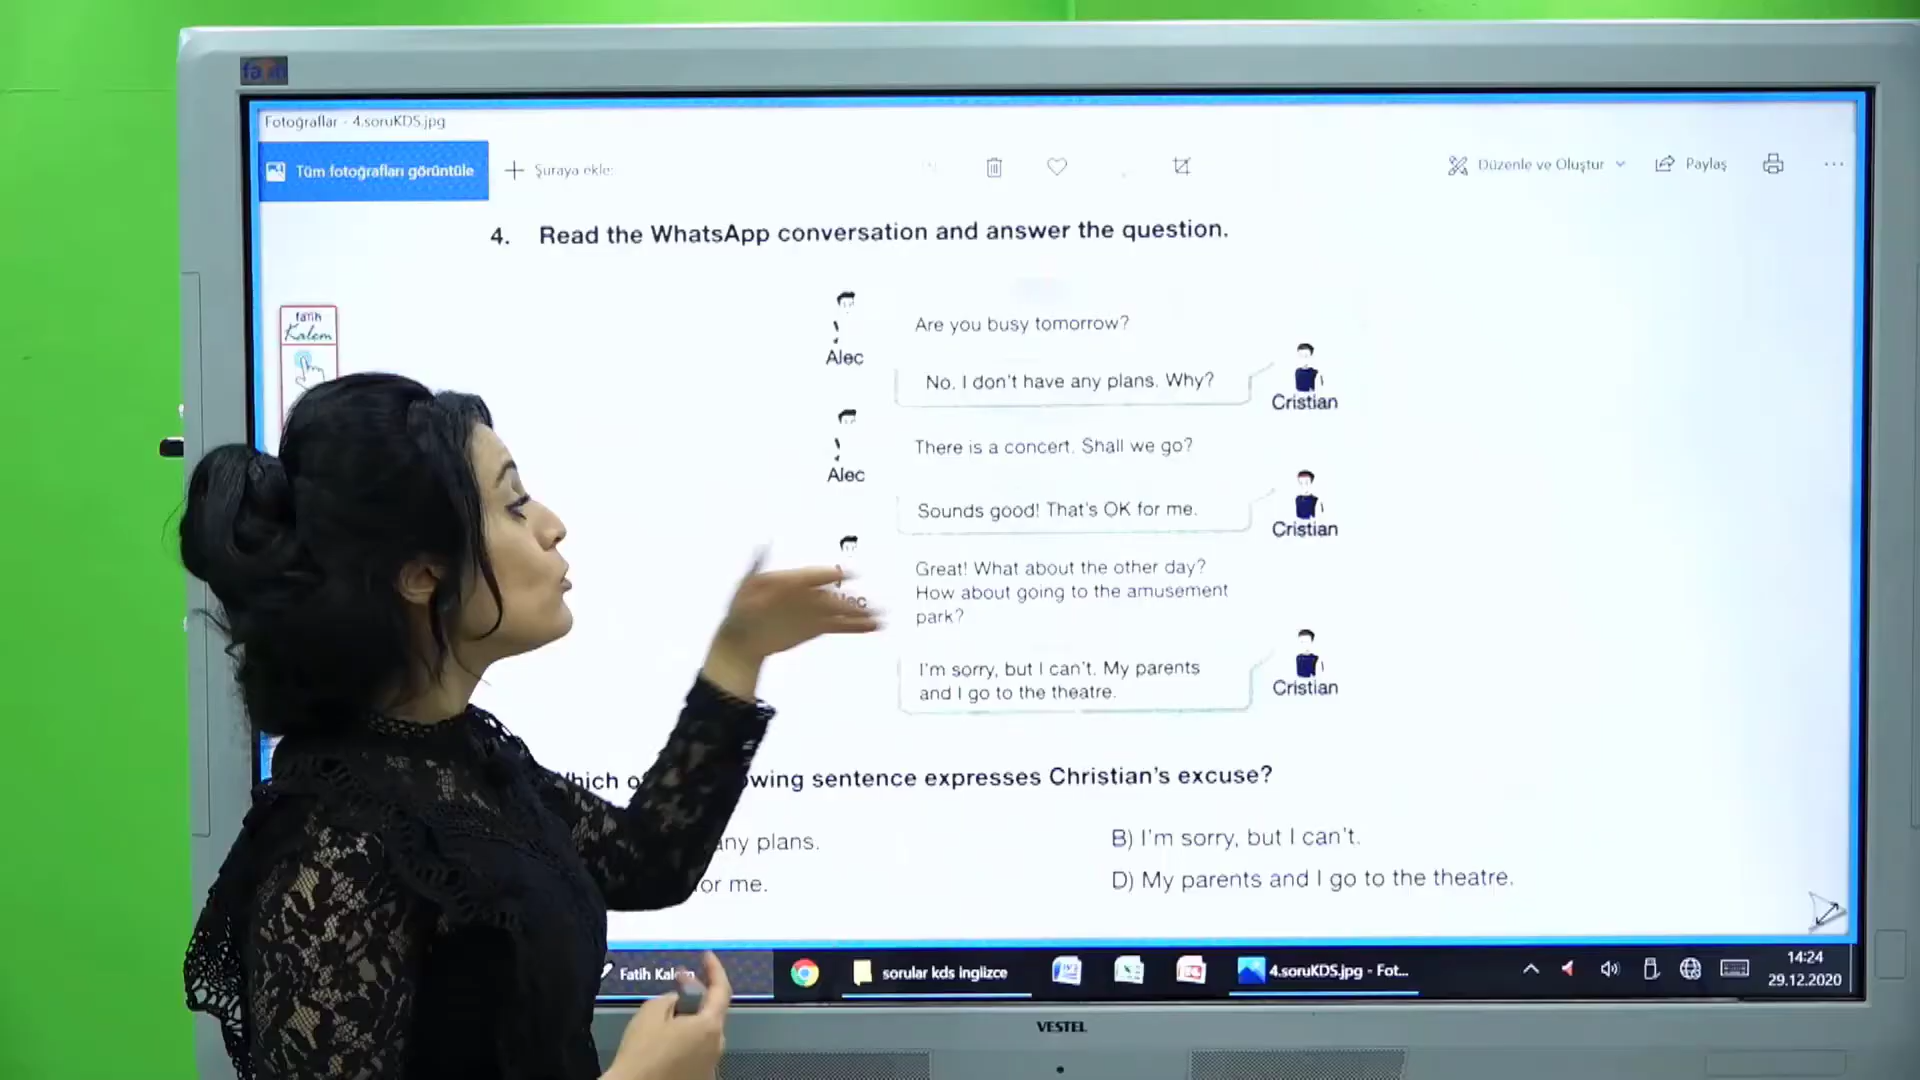 fatih
Fotoğraflar - 4.soruKDS.jpg
Tüm fotoğrafları görüntüle
Şuraya ekle:
Düzenle ve Oluştur
Paylaş
4. Read the WhatsApp conversation and answer the question.
fatih
Kalem
Are you busy tomorrow?
Alec
No. I don't have any plans. Why?
Cristian
There is a concert. Shall we go?
Alec
Sounds good! That's OK for me.
Cristian
Great! What about the other day?
How about going to the amusement
park?
I'm sorry, but I can't. My parents
and I go to the theatre.
Cristian
sentence expresses Christian's excuse?
any plans.
B) I'm sorry, but I can't.
for me.
D) My parents and I go to the theatre.
Fatih Kalem
sorular kds inglizce
4.soruKDS.jpg - Fot...
14:24
29.12.2020
VESTEL